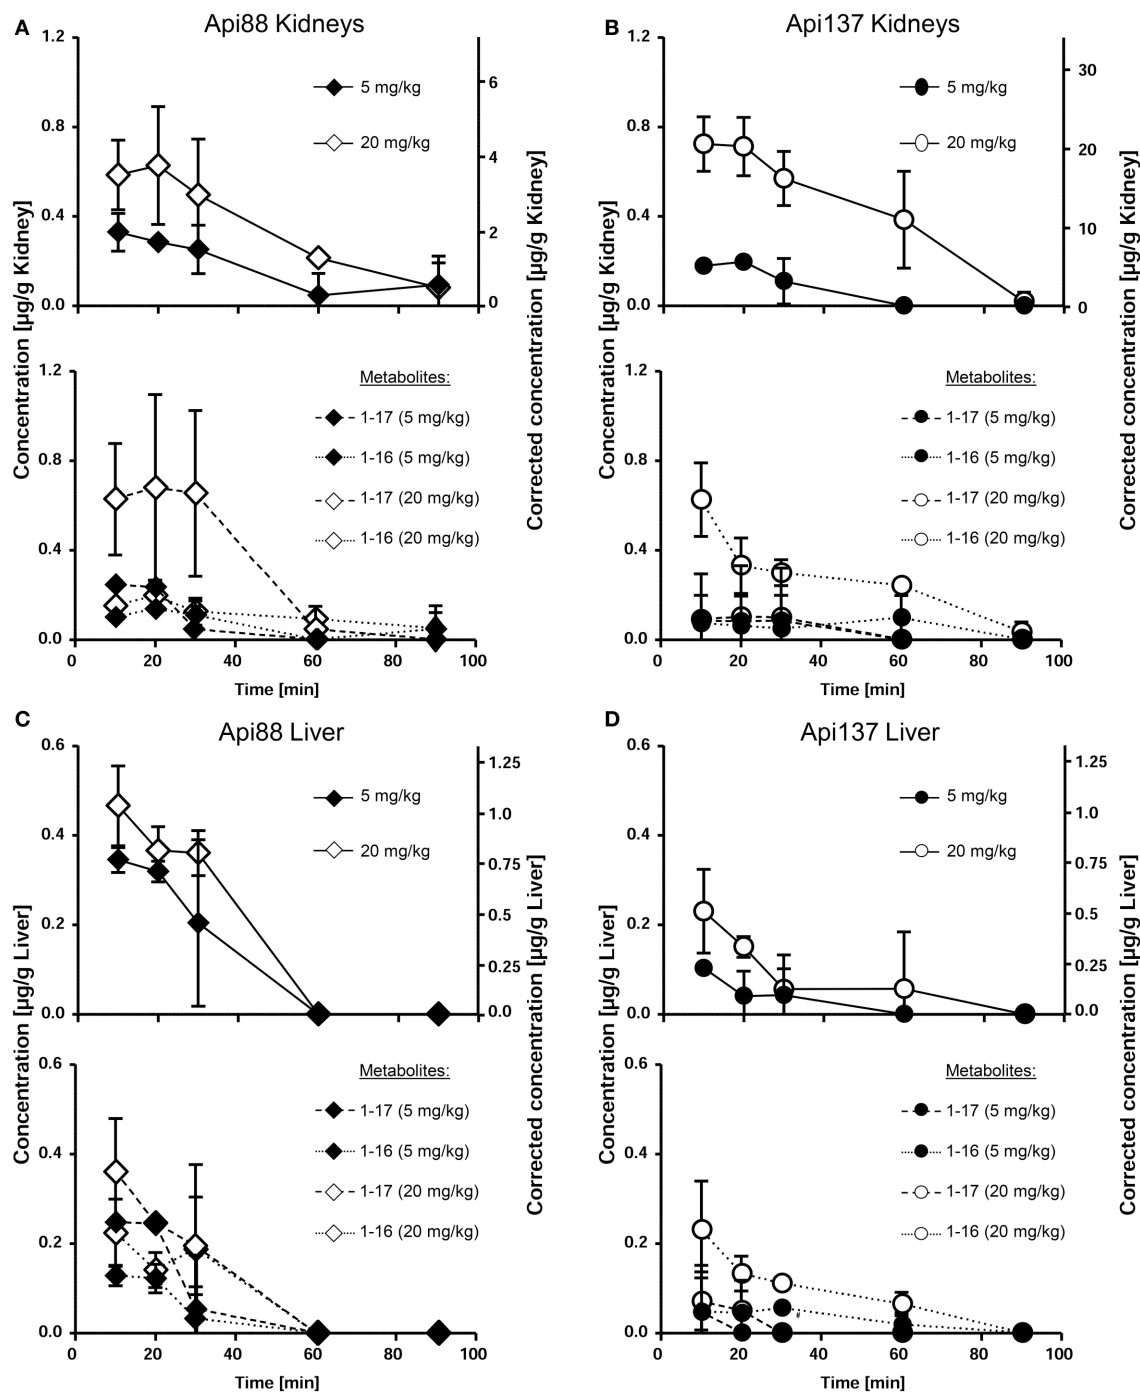 A
Api88 Kidneys
1.2
0.8
0.4
0.0
6
4
2
0
5 mg/kg
20 mg/kg
Concentration [µg/g Kidney]
Corrected concentration [µg/g Kidney]
1.2
0.8
0.4
0.0
Metabolites:
1-17 (5 mg/kg)
1-16 (5 mg/kg)
1-17 (20 mg/kg)
1-16 (20 mg/kg)
0 20 40 60 80 100
Time [min]
B
Api137 Kidneys
1.2
0.8
0.4
0.0
30
20
10
0
5 mg/kg
20 mg/kg
Concentration [µg/g Kidney]
Corrected concentration [µg/g Kidney]
1.2
0.8
0.4
0.0
Metabolites:
1-17 (5 mg/kg)
1-16 (5 mg/kg)
1-17 (20 mg/kg)
1-16 (20 mg/kg)
0 20 40 60 80 100
Time [min]
C
Api88 Liver
0.6
0.4
0.2
0.0
1.25
1.0
0.75
0.5
0.25
0.0
5 mg/kg
20 mg/kg
Concentration [µg/g Liver]
Corrected concentration [µg/g Liver]
0.6
0.4
0.2
0.0
Metabolites:
1-17 (5 mg/kg)
1-16 (5 mg/kg)
1-17 (20 mg/kg)
1-16 (20 mg/kg)
0 20 40 60 80 100
Time [min]
D
Api137 Liver
0.6
0.4
0.2
0.0
1.25
1.0
0.75
0.5
0.25
0.0
5 mg/kg
20 mg/kg
Concentration [µg/g Liver]
Corrected concentration [µg/g Liver]
0.6
0.4
0.2
0.0
Metabolites:
1-17 (5 mg/kg)
1-16 (5 mg/kg)
1-17 (20 mg/kg)
1-16 (20 mg/kg)
0 20 40 60 80 100
Time [min]